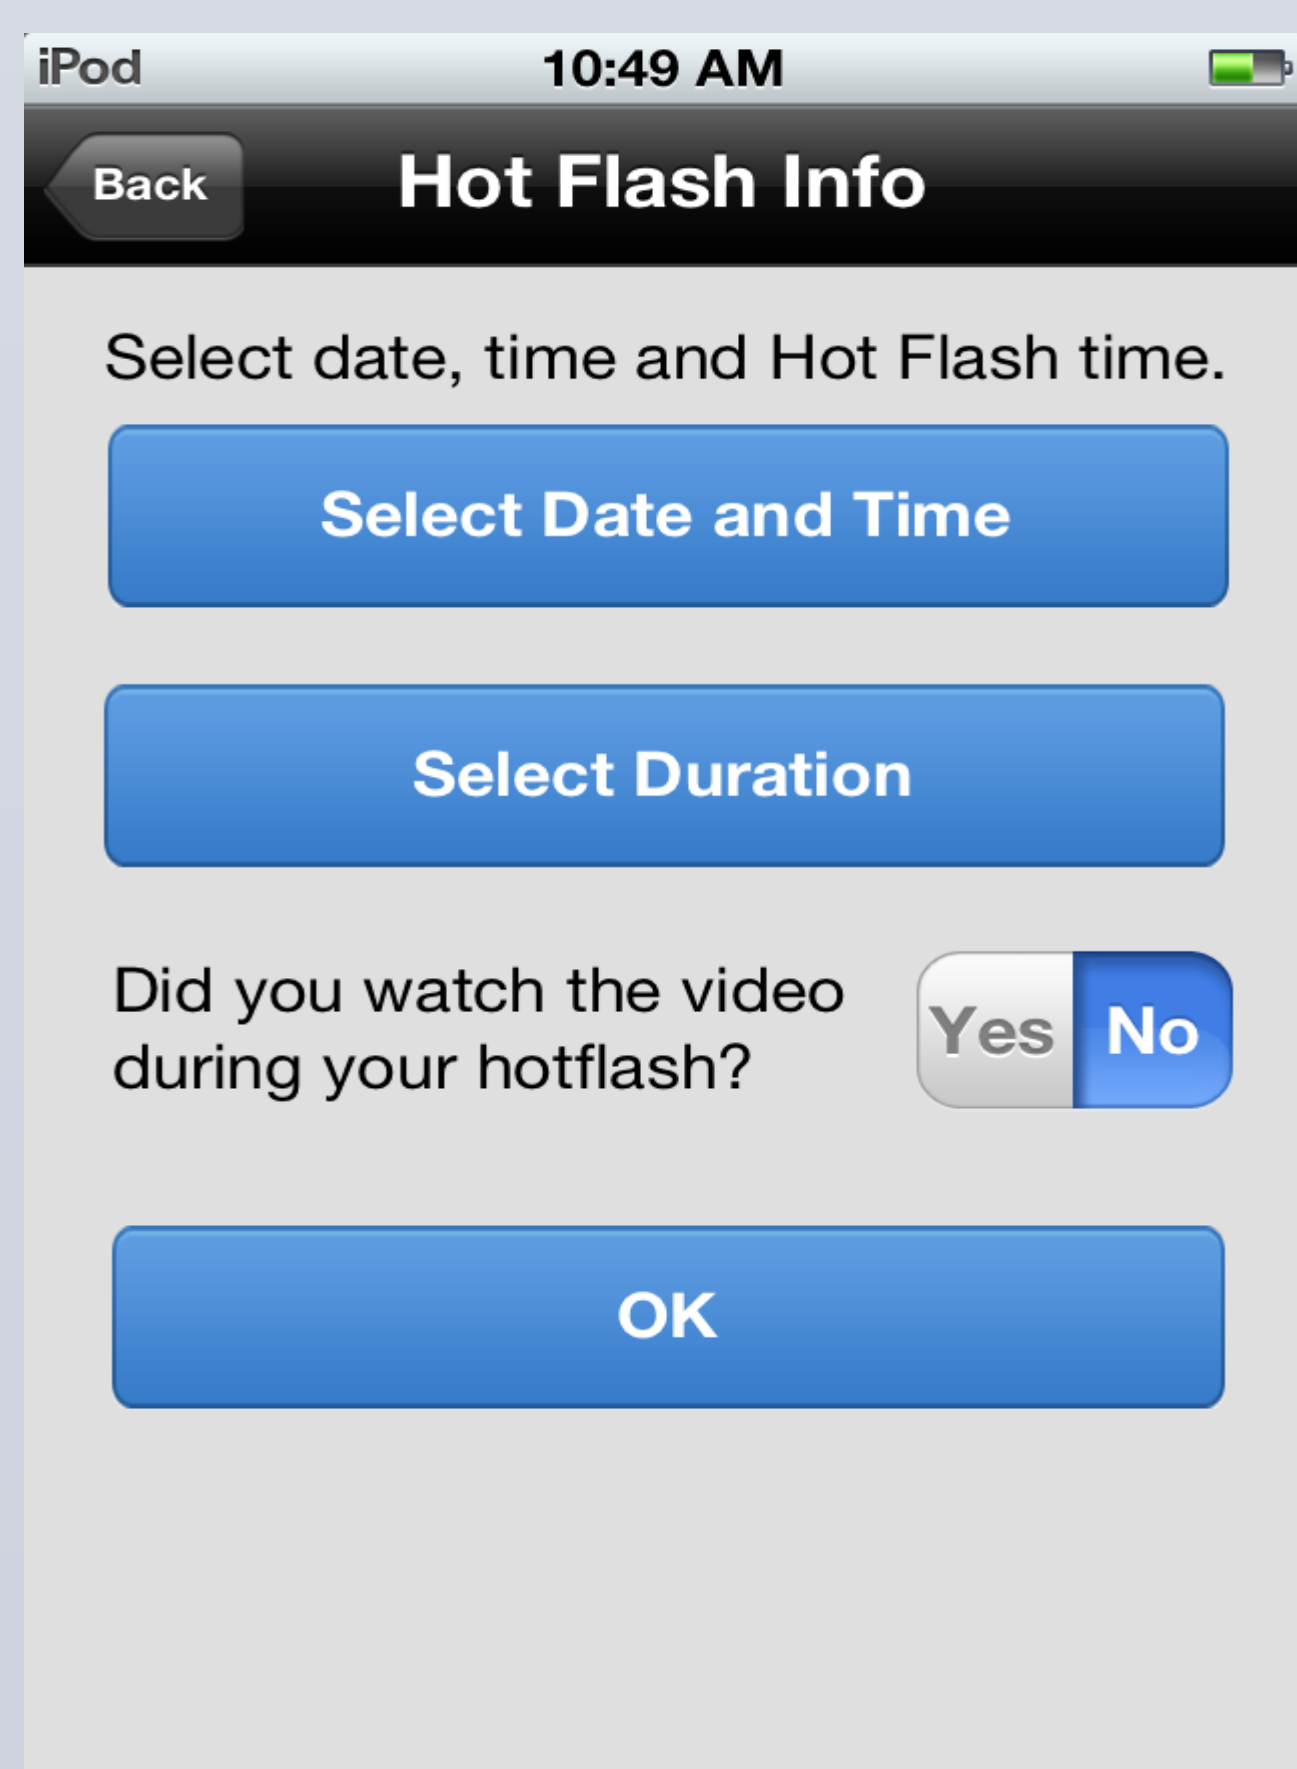 iPod 10:49 AM
Back Hot Flash Info
Select date, time and Hot Flash time.
Select Date and Time
Select Duration
Did you watch the video
during your hotflash?
Yes No
OK